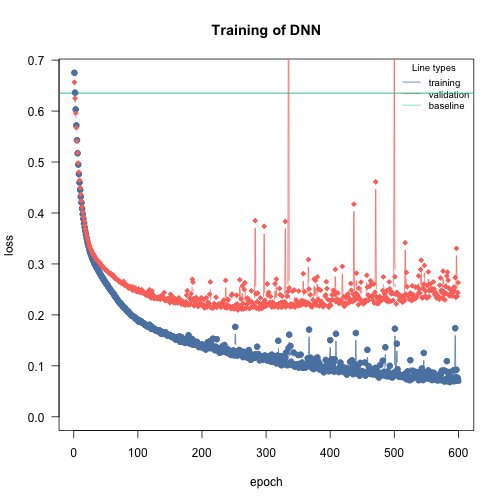 Training of DNN
Line types
training
validation
baseline
loss
0.7
0.6
0.5
0.4
0.3
0.2
0.1
0.0
0 100 200 300 400 500 600
epoch